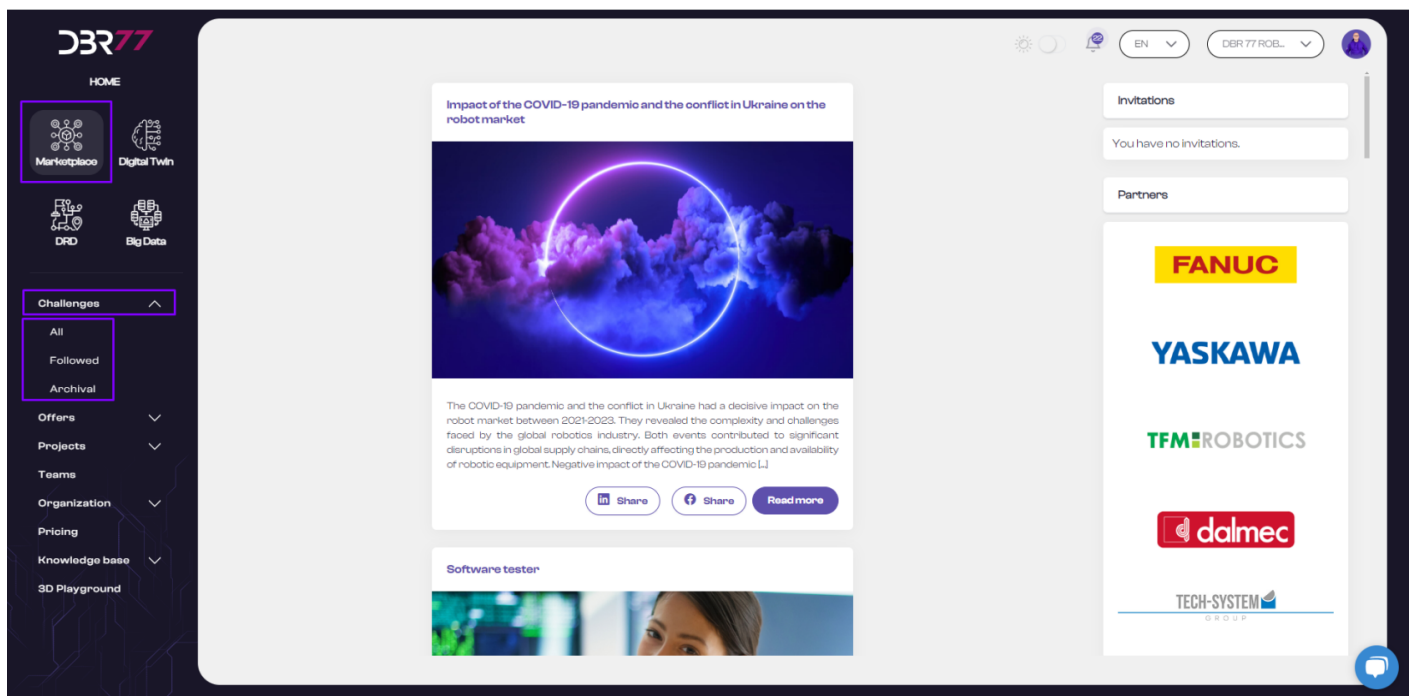 DBR77
HOME
Marketplace
Digital Twin
DRD
Big Data
Challenges
All
Followed
Archival
Offers
Projects
Teams
Organization
Pricing
Knowledge base
3D Playground
22
EN
DBR 77 ROB...
Impact of the COVID-19 pandemic and the conflict in Ukraine on the
robot market
The COVID-19 pandemic and the conflict in Ukraine had a decisive impact on the
robot market between 2021-2023. They revealed the complexity and challenges
faced by the global robotics industry. Both events contributed to significant
disruptions in global supply chains, directly affecting the production and availability
of robotic equipment. Negative impact of the COVID-19 pandemic [...]
Share
Share
Read more
Software tester
Invitations
You have no invitations.
Partners
FANUC
YASKAWA
TFM ROBOTICS
dalmec
TECH-SYSTEM
GROUP